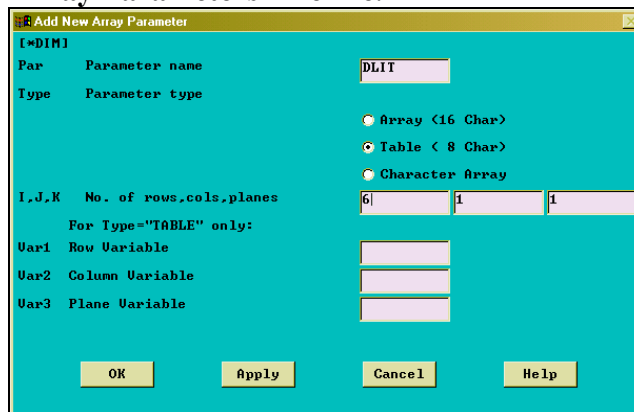 Add New Array Parameter
[*DIM]
Par Parameter name DLIT
Type Parameter type
Array (16 Char)
Table ( 8 Char)
Character Array
I,J,K No. of rows,cols,planes 6 1 1
For Type="TABLE" only:
Var1 Row Variable
Var2 Column Variable
Var3 Plane Variable
OK Apply Cancel Help